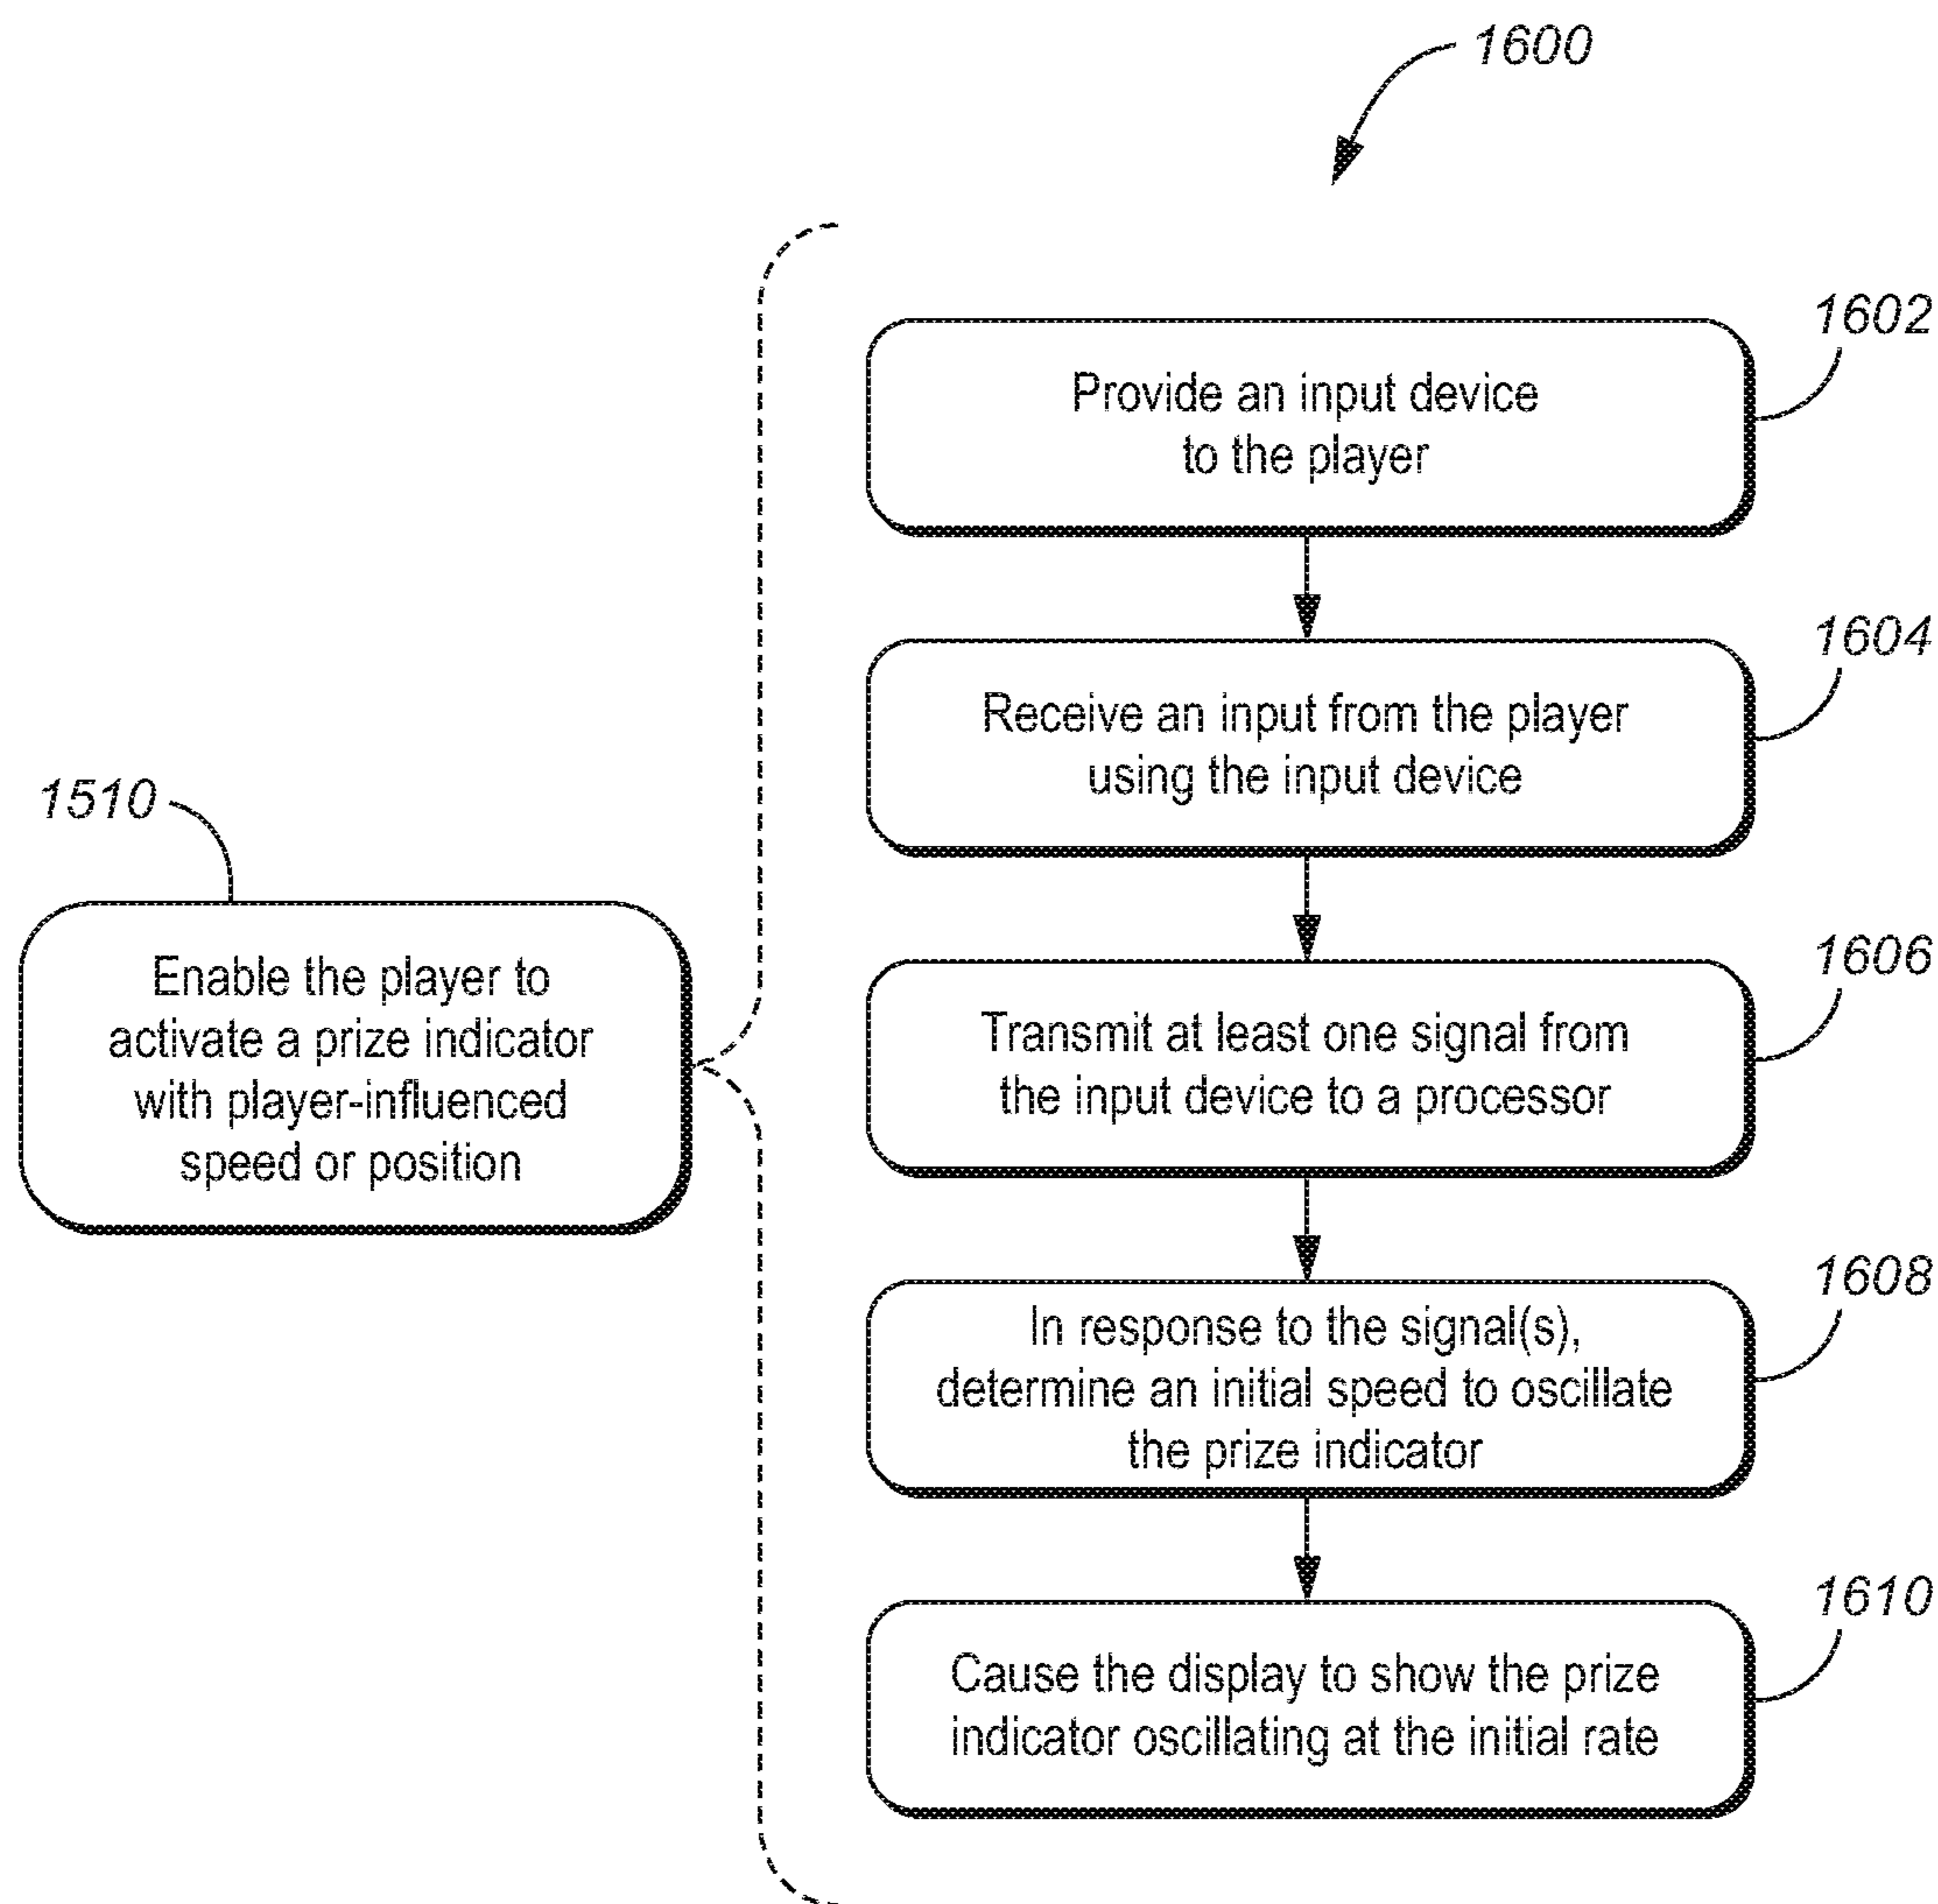 1600
1602
Provide an input device
to the player
1604
Receive an input from the player
using the input device
1510
Enable the player to
activate a prize indicator
with player-influenced
speed or position
1606
Transmit at least one signal from
the input device to a processor
1608
In response to the signal(s),
determine an initial speed to oscillate
the prize indicator
1610
Cause the display to show the prize
indicator oscillating at the initial rate